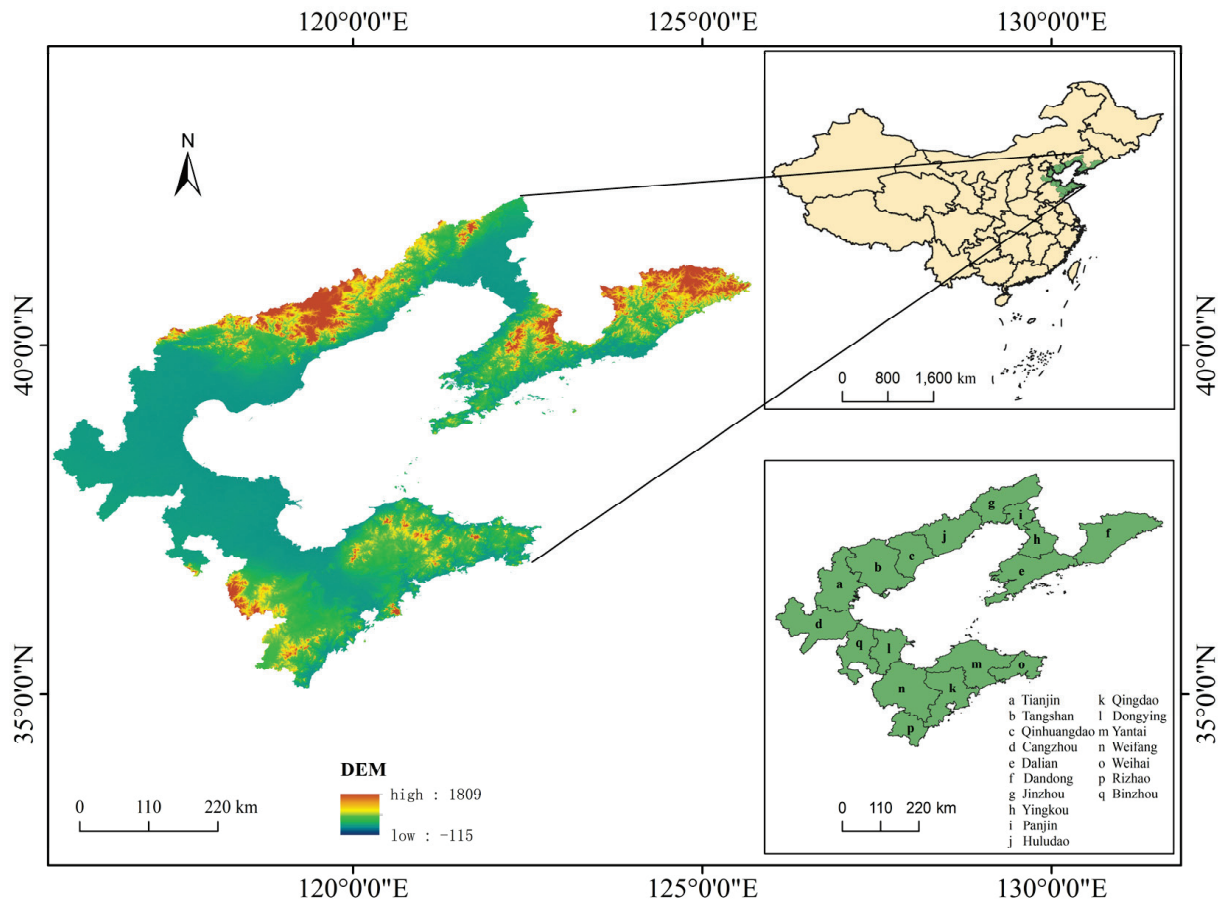 120°0'0"E 125°0'0"E 130°0'0"E
N
40°0'0"N
40°0'0"N
0 800 1,600 km
35°0'0"N
35°0'0"N
g
i
j
h
f
c
b
e
a
d
q
l
m
o
n
k
p
a Tianjin k Qingdao
b Tangshan l Dongying
c Qinhuangdao m Yantai
d Cangzhou n Weifang
e Dalian o Weihai
f Dandong p Rizhao
g Jinzhou q Binzhou
h Yingkou
i Panjin
j Huludao
0 110 220 km
DEM
high : 1809
low : -115
0 110 220 km
120°0'0"E 125°0'0"E 130°0'0"E